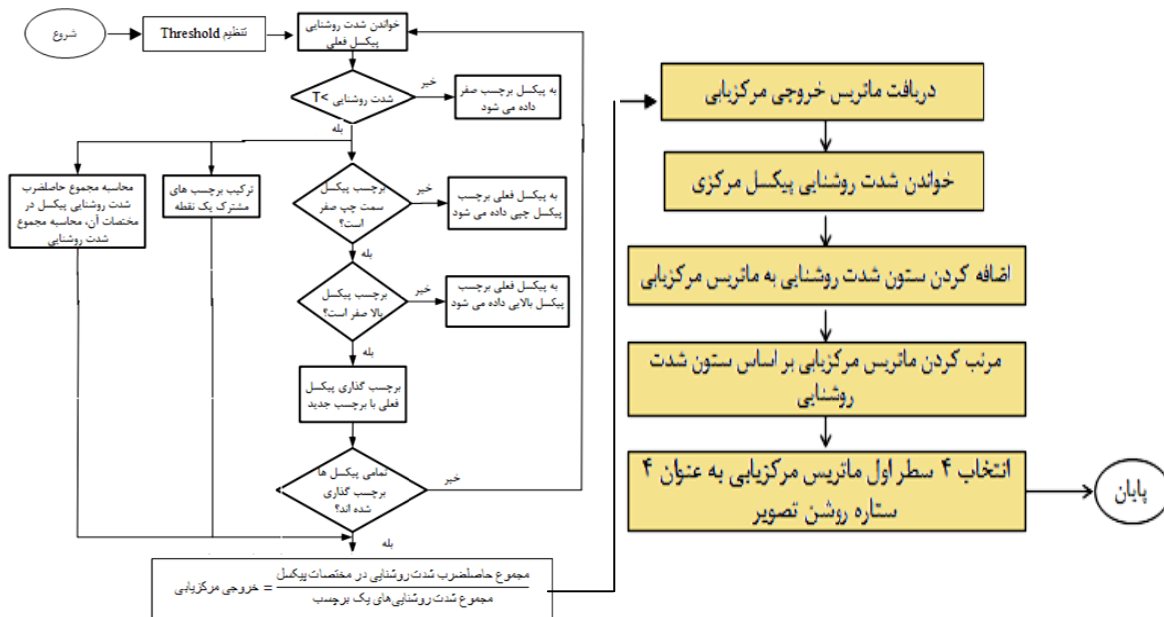 شروع
تنظیم Threshold
خواندن شدت روشنایی
پیکسل فعلی
شدت روشنایی >T
خیر
به پیکسل برچسب صفر
داده می شود
بله
محاسبه مجموع حاصلضرب
شدت روشنایی پیکسل در
مختصات آن، محاسبه مجموع
شدت روشنایی
ترکیب برچسب های
مشترک یک نقطه
برچسب پیکسل
سمت چپ صفر
است؟
خیر
به پیکسل فعلی برچسب
پیکسل چپی داده می شود
بله
برچسب پیکسل
بالا صفر است؟
خیر
به پیکسل فعلی برچسب
پیکسل بالایی داده می شود
بله
برچسب گذاری پیکسل
فعلی با برچسب جدید
تمامی پیکسل ها
برچسب گذاری
شده اند؟
خیر
بله
مجموع حاصلضرب شدت روشنایی در مختصات پیکسل
خروجی مرکزیابی =
مجموع شدت روشنایی‌های یک برچسب
دریافت ماتریس خروجی مرکزیابی
خواندن شدت روشنایی پیکسل مرکزی
اضافه کردن ستون شدت روشنایی به ماتریس مرکزیابی
مرتب کردن ماتریس مرکزیابی بر اساس ستون شدت
روشنایی
انتخاب ۴ سطر اول ماتریس مرکزیابی به عنوان ۴
ستاره روشن تصویر
پایان